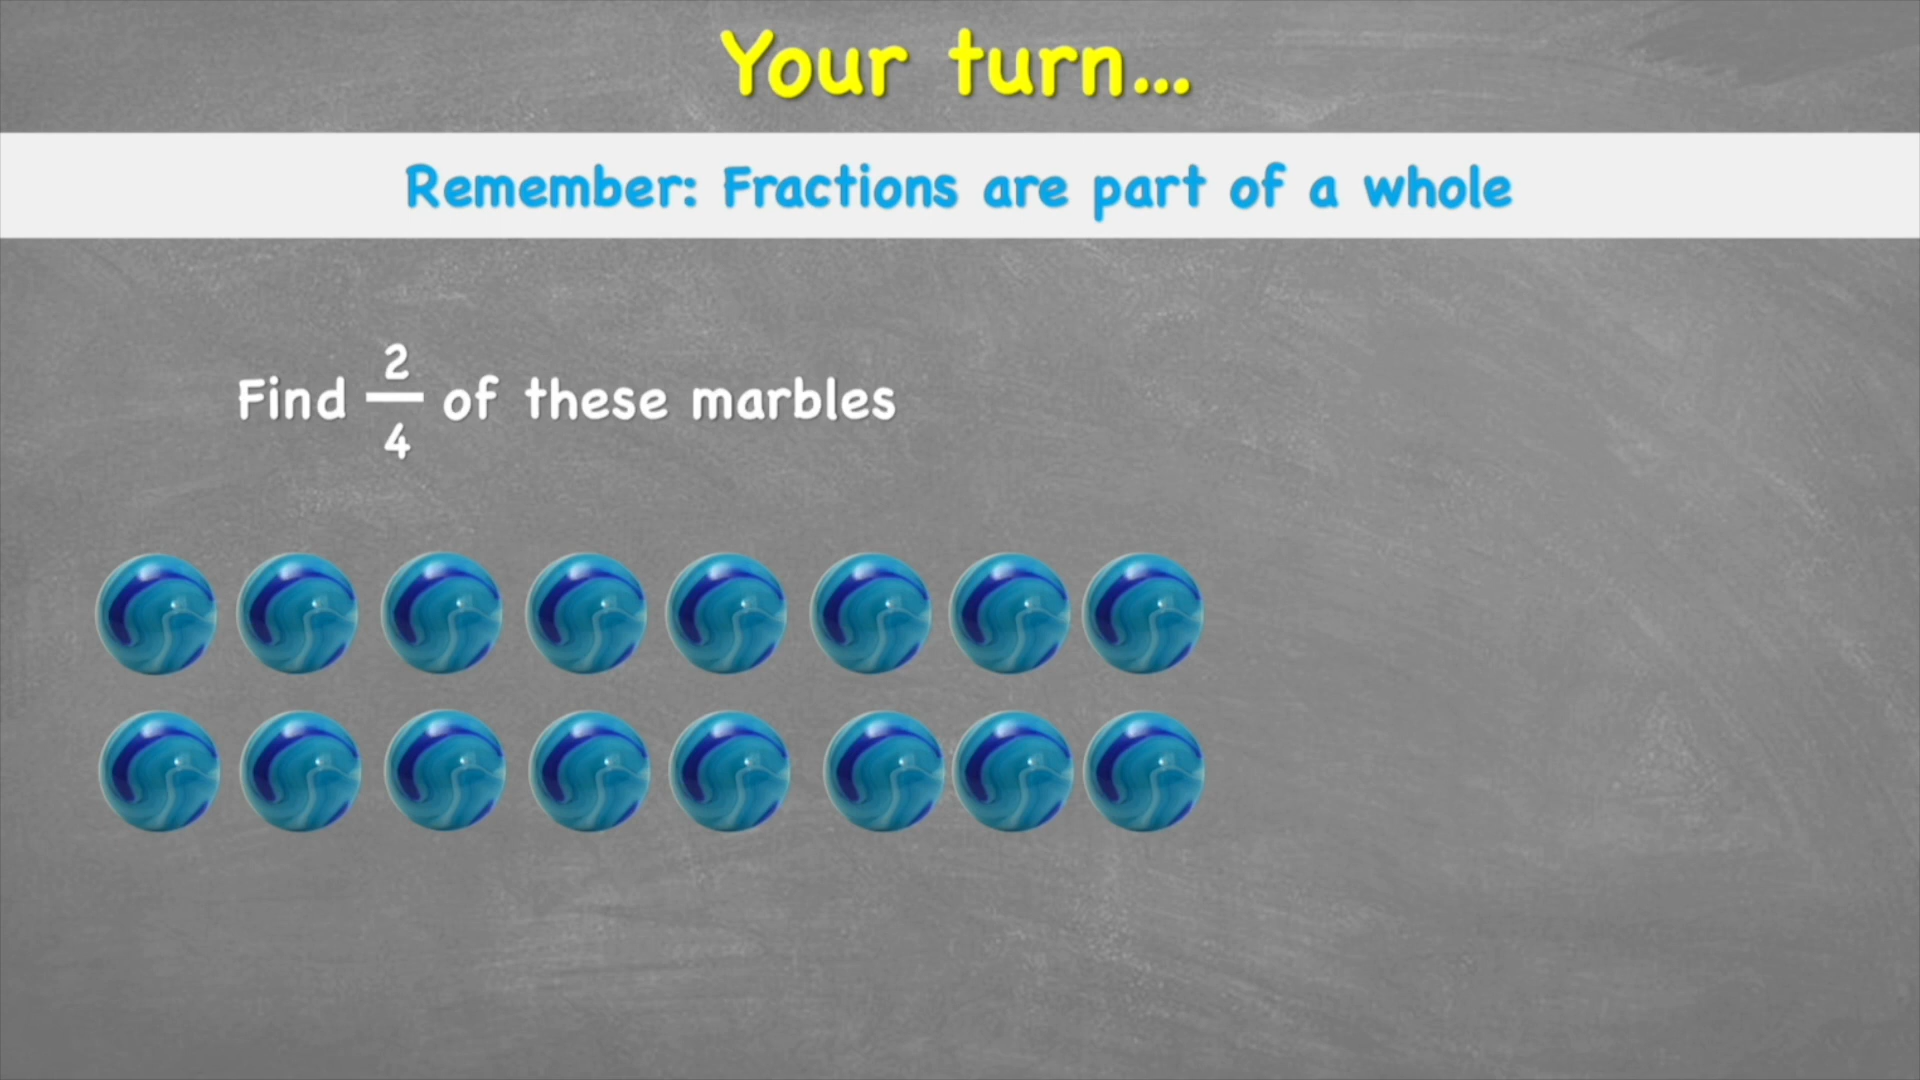 Your turn...
Remember: Fractions are part of a whole
Find 2/4 of these marbles